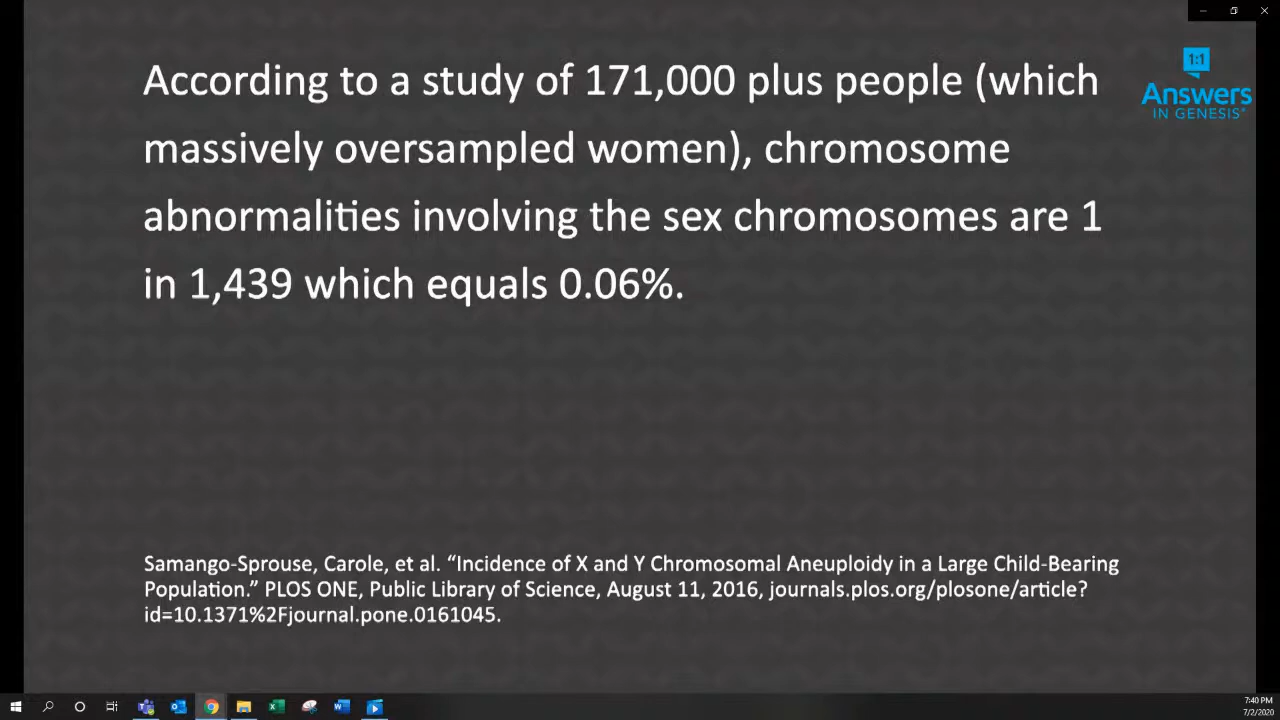 According to a study of 171,000 plus people (which
massively oversampled women), chromosome
abnormalities involving the sex chromosomes are 1
in 1,439 which equals 0.06%.
1:1
Answers
IN GENESIS®
Samango-Sprouse, Carole, et al. “Incidence of X and Y Chromosomal Aneuploidy in a Large Child-Bearing
Population.” PLOS ONE, Public Library of Science, August 11, 2016, journals.plos.org/plosone/article?
id=10.1371%2Fjournal.pone.0161045.
7:40 PM
7/2/2020